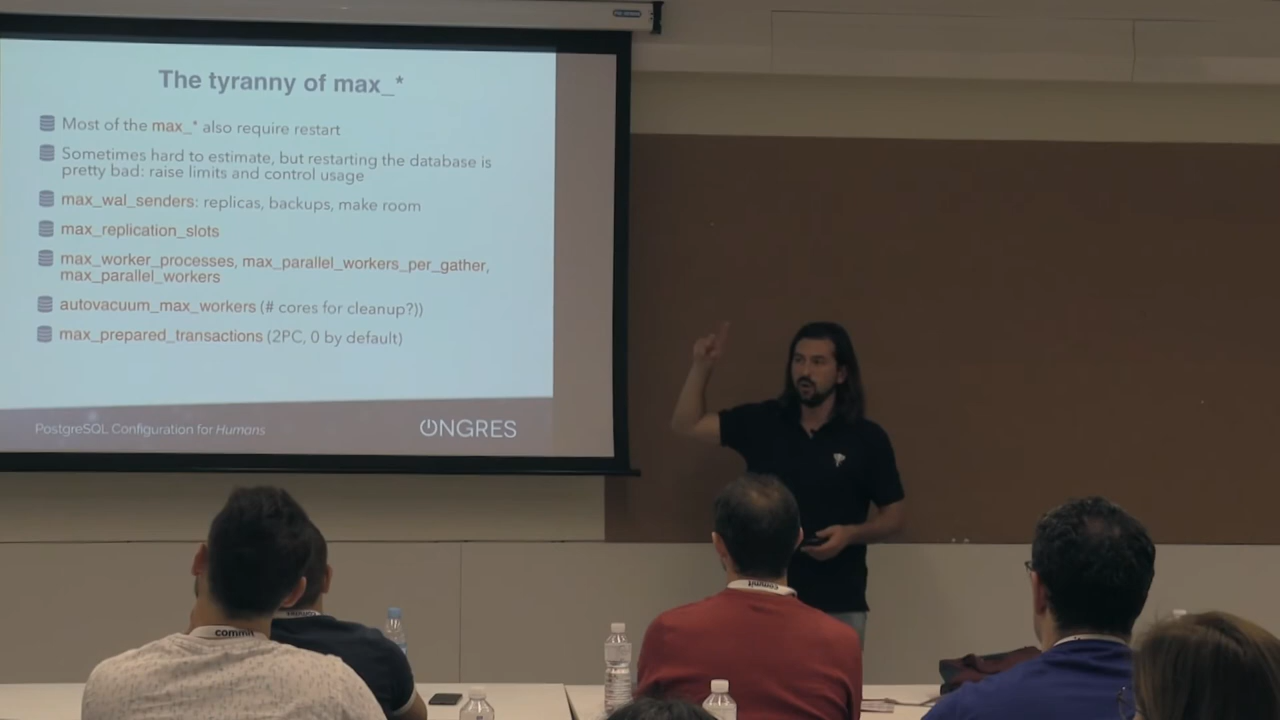 The tyranny of max_*
Most of the max_* also require restart
Sometimes hard to estimate, but restarting the database is
pretty bad: raise limits and control usage
max_wal_senders: replicas, backups, make room
max_replication_slots
max_worker_processes, max_parallel_workers_per_gather,
max_parallel_workers
autovacuum_max_workers (# cores for cleanup?))
max_prepared_transactions (2PC, 0 by default)
PostgreSQL Configuration for Humans
ONGRES
commit
commit